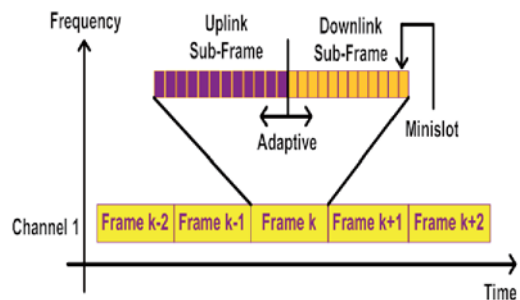 Frequency
Uplink
Sub-Frame
Downlink
Sub-Frame
Adaptive
Minislot
Channel 1
Frame k-2
Frame k-1
Frame k
Frame k+1
Frame k+2
Time